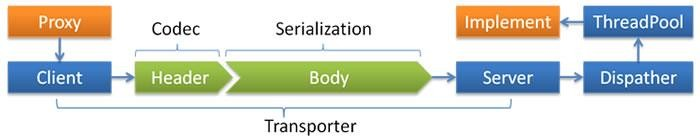 Proxy
Codec
Serialization
Implement
ThreadPool
Client
Header
Body
Server
Dispather
Transporter